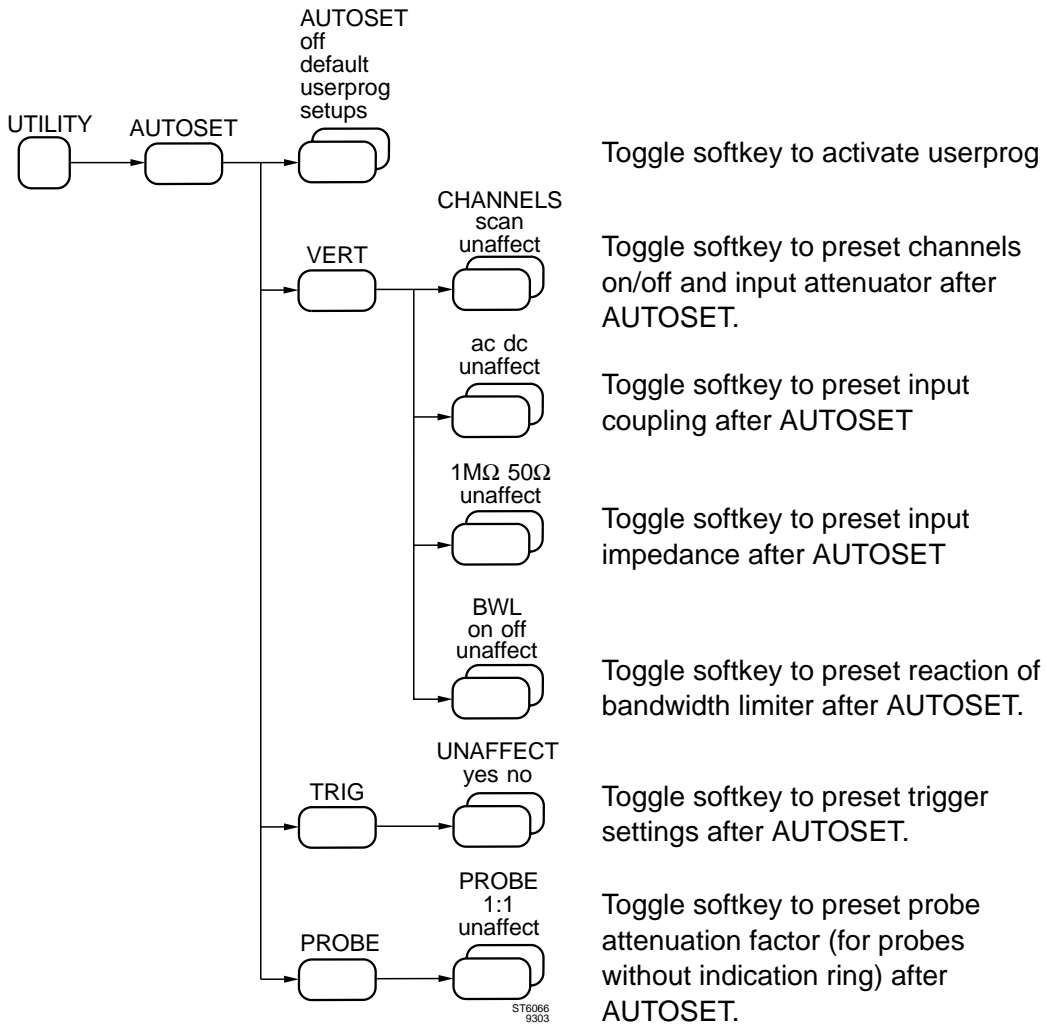 AUTOSET
off
default
userprog
setups
UTILITY
AUTOSET
Toggle softkey to activate userprog
CHANNELS
scan
unaffect
VERT
Toggle softkey to preset channels
on/off and input attenuator after
AUTOSET.
ac dc
unaffect
Toggle softkey to preset input
coupling after AUTOSET
1MΩ 50Ω
unaffect
Toggle softkey to preset input
impedance after AUTOSET
BWL
on off
unaffect
Toggle softkey to preset reaction of
bandwidth limiter after AUTOSET.
UNAFFECT
yes no
TRIG
Toggle softkey to preset trigger
settings after AUTOSET.
PROBE
1:1
unaffect
PROBE
Toggle softkey to preset probe
attenuation factor (for probes
without indication ring) after
AUTOSET.
ST6066
9303